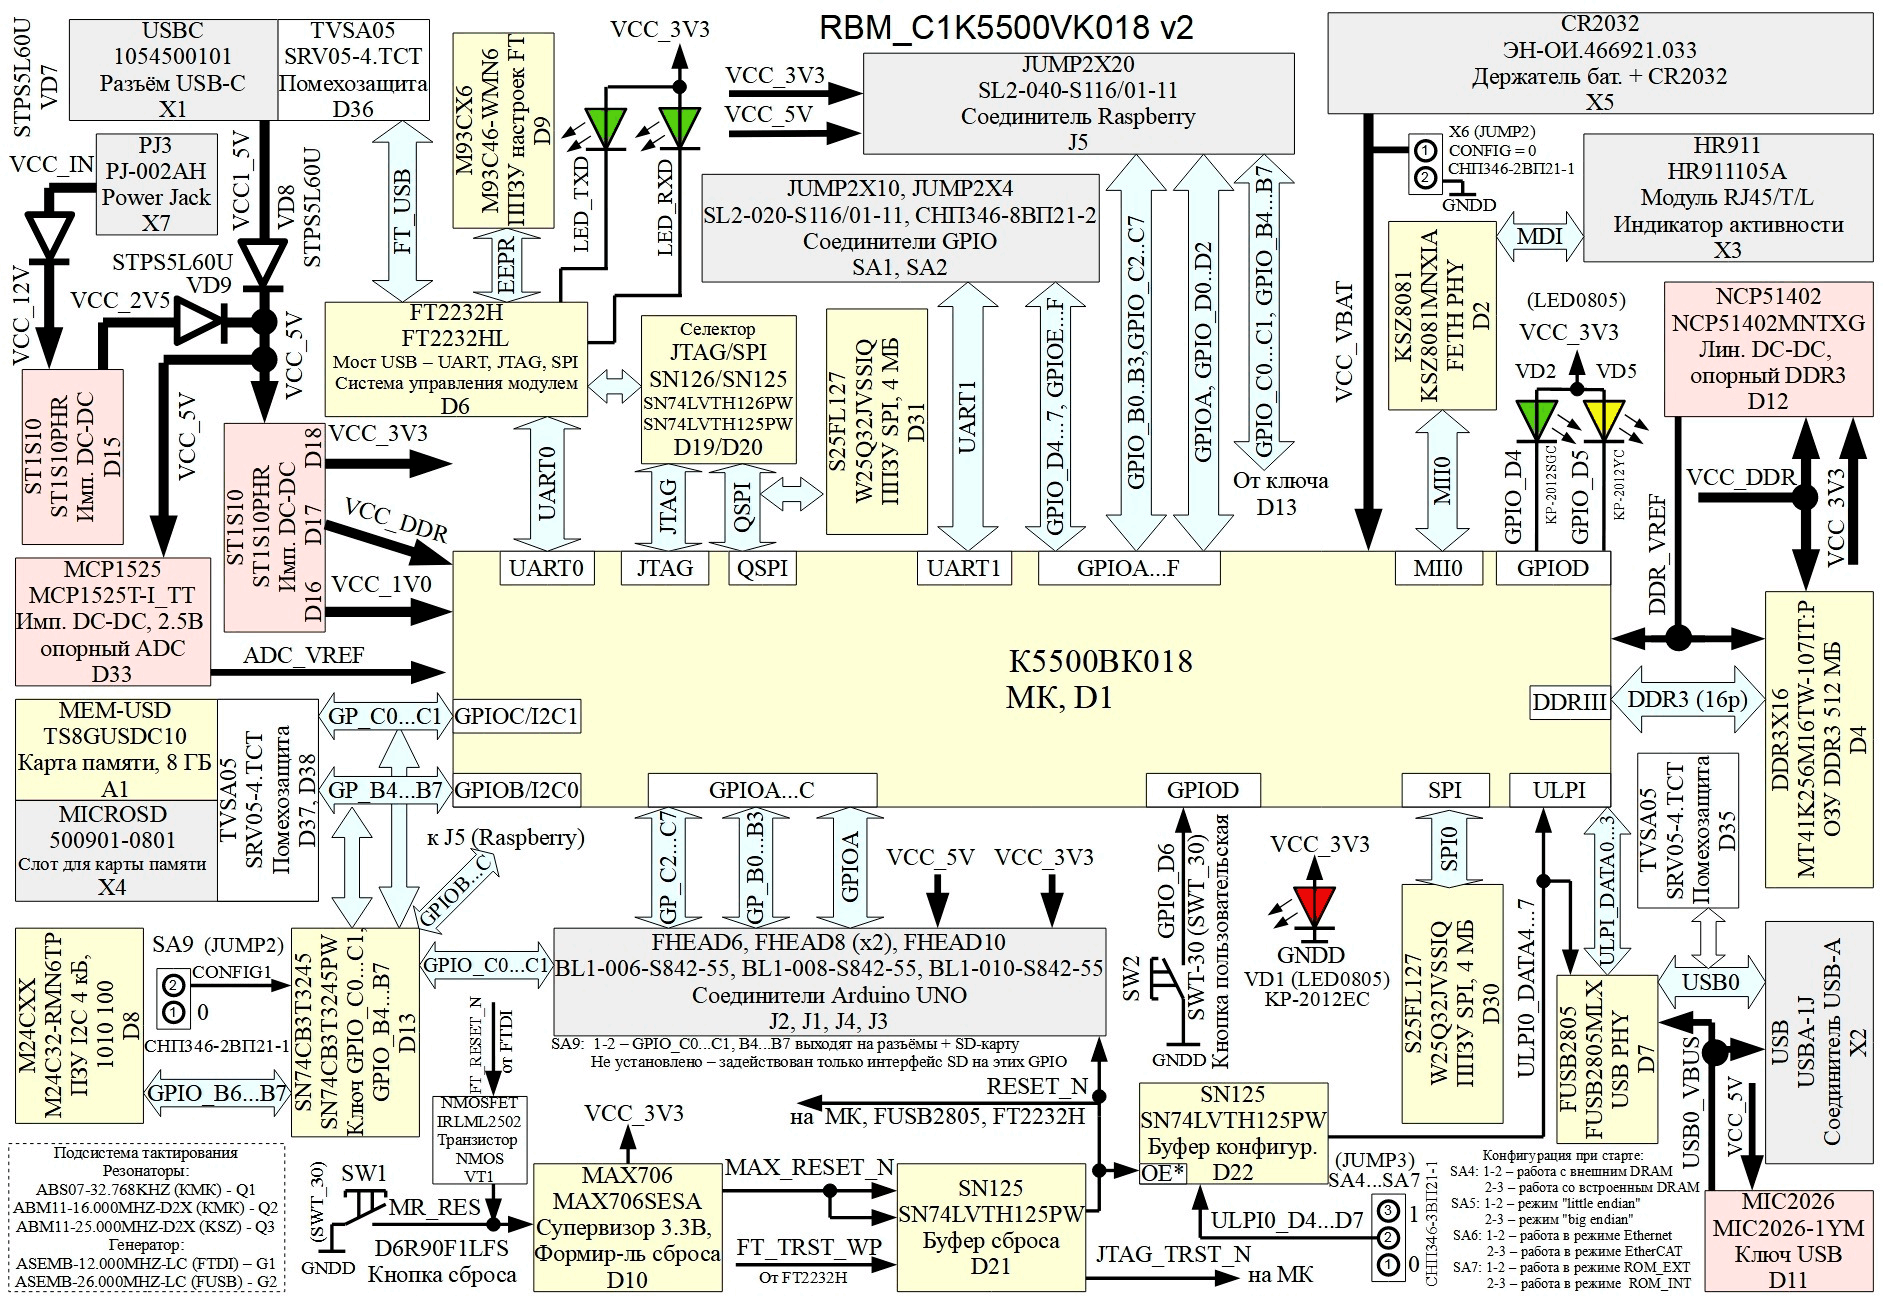 RBM_C1K5500VK018 v2
STPS5L60U
VD7
USBC
1054500101
Разъём USB-C
X1
TVSA05
SRV05-4.TCT
Помехозащита
D36
PJ3
PJ-002AH
Power Jack
X7
VCC_IN
VCC1_5V
VD8
STPS5L60U
VCC_12V
STPS5L60U
VD9
VCC_2V5
VCC_5V
VCC_5V
ST1S10
ST1S10PHR
Имп. DC-DC
D15
ST1S10
ST1S10PHR
Имп. DC-DC
D16 D17 D18
VCC_3V3
VCC_DDR
VCC_1V0
MCP1525
MCP1525T-I_TT
Имп. DC-DC, 2.5В
опорный ADC
D33
ADC_VREF
FT_USB
M93CX6
M93C46-WMN6
ППЗУ настроек FT
D9
EEPR
VCC_3V3
LED_TXD
LED_RXD
FT2232H
FT2232HL
Мост USB – UART, JTAG, SPI
Система управления модулем
D6
Селектор
JTAG/SPI
SN126/SN125
SN74LVTH126PW
SN74LVTH125PW
D19/D20
S25FL127
W25Q32JVSSIQ
ППЗУ SPI, 4 МБ
D31
VCC_3V3
VCC_5V
JUMP2X20
SL2-040-S116/01-11
Соединитель Raspberry
J5
JUMP2X10, JUMP2X4
SL2-020-S116/01-11, СНП346-8ВП21-2
Соединители GPIO
SA1, SA2
UART0
JTAG
QSPI
UART1
GPIO_D4...7, GPIOE...F
GPIO_B0...B3,GPIO_C2...C7
GPIOA, GPIO_D0...D2
GPIO_C0...C1, GPIO_B4...B7
От ключа
D13
CR2032
ЭН-ОИ.466921.033
Держатель бат. + CR2032
X5
VCC_VBAT
X6 (JUMP2)
CONFIG = 0
СНП346-2ВП21-1
1
2
GNDD
HR911
HR911105A
Модуль RJ45/T/L
Индикатор активности
X3
MDI
KSZ8081
KSZ8081MNXIA
FETH PHY
D2
MII0
(LED0805)
VCC_3V3
VD2
VD5
GPIO_D4
KP-2012SGC
GPIO_D5
KP-2012YC
NCP51402
NCP51402MNTXG
Лин. DC-DC,
опорный DDR3
D12
VCC_DDR
DDR_VREF
VCC_3V3
UART0
JTAG
QSPI
UART1
GPIOA...F
MII0
GPIOD
К5500ВК018
МК, D1
DDRIII
DDR3 (16p)
DDR3X16
MT41K256M16TW-107IT:P
ОЗУ DDR3 512 МБ
D4
MEM-USD
TS8GUSDC10
Карта памяти, 8 ГБ
A1
MICROSD
500901-0801
Слот для карты памяти
X4
TVSA05
SRV05-4.TCT
Помехозащита
D37, D38
GP_C0...C1
GPIOC/I2C1
GP_B4...B7
GPIOB/I2C0
GPIOA...C
GPIOD
SPI
ULPI
к J5 (Raspberry)
GPIOB...C
GP_C2...C7
GP_B0...B3
GPIOA
VCC_5V
VCC_3V3
GPIO_D6
SWT-30 (SWT_30)
Кнопка пользовательская
SW2
GNDD
VCC_3V3
GNDD
VD1 (LED0805)
KP-2012EC
SPI0
S25FL127
W25Q32JVSSIQ
ППЗУ SPI, 4 МБ
D30
ULPI0_DATA4...7
ULPI_DATA0...3
TVSA05
SRV05-4.TCT
Помехозащита
D35
USB0
FUSB2805
FUSB2805MLX
USB PHY
D7
USB
USBA-1J
Соединитель USB-A
X2
USB0_VBUS
VCC_5V
MIC2026
MIC2026-1YM
Ключ USB
D11
M24CXX
M24C32-RMN6TP
ПЗУ I2C 4 кБ,
1010 100
D8
SA9 (JUMP2)
CONFIG1
2
1
0
СНП346-2ВП21-1
GPIO_B6...B7
SN74CB3T3245
SN74CB3T3245PW
Ключ GPIO_C0...C1,
GPIO_B4...B7
D13
GPIO_C0...C1
FHEAD6, FHEAD8 (x2), FHEAD10
BL1-006-S842-55, BL1-008-S842-55, BL1-010-S842-55
Соединители Arduino UNO
J2, J1, J4, J3
SA9: 1-2 – GPIO_C0...C1, B4...B7 выходят на разъёмы + SD-карту
Не установлено – задействован только интерфейс SD на этих GPIO
FT_RESET_N
от FTDI
NMOSFET
IRLML2502
Транзистор
NMOS
VT1
RESET_N
на МК, FUSB2805, FT2232H
VCC_3V3
MAX706
MAX706SESA
Супервизор 3.3В,
Формир-ль сброса
D10
MAX_RESET_N
FT_TRST_WP
От FT2232H
SN125
SN74LVTH125PW
Буфер сброса
D21
JTAG_TRST_N
на МК
SN125
SN74LVTH125PW
Буфер конфигур.
D22
OE*
ULPI0_D4...D7
(JUMP3)
SA4...SA7
3
2
1
1
0
СНП346-3ВП21-1
(SWT_30)
SW1
MR_RES
GNDD
D6R90F1LFS
Кнопка сброса
Подсистема тактирования
Резонаторы:
ABS07-32.768KHZ (КМК) - Q1
ABM11-16.000MHZ-D2X (КМК) - Q2
ABM11-25.000MHZ-D2X (KSZ) - Q3
Генератор:
ASEMB-12.000MHZ-LC (FTDI) – G1
ASEMB-26.000MHZ-LC (FUSB) - G2
Конфигурация при старте:
SA4: 1-2 – работа с внешним DRAM
2-3 – работа со встроенным DRAM
SA5: 1-2 – режим "little endian"
2-3 – режим "big endian"
SA6: 1-2 – работа в режиме Ethernet
2-3 – работа в режиме EtherCAT
SA7: 1-2 – работа в режиме ROM_EXT
2-3 – работа в режиме ROM_INT